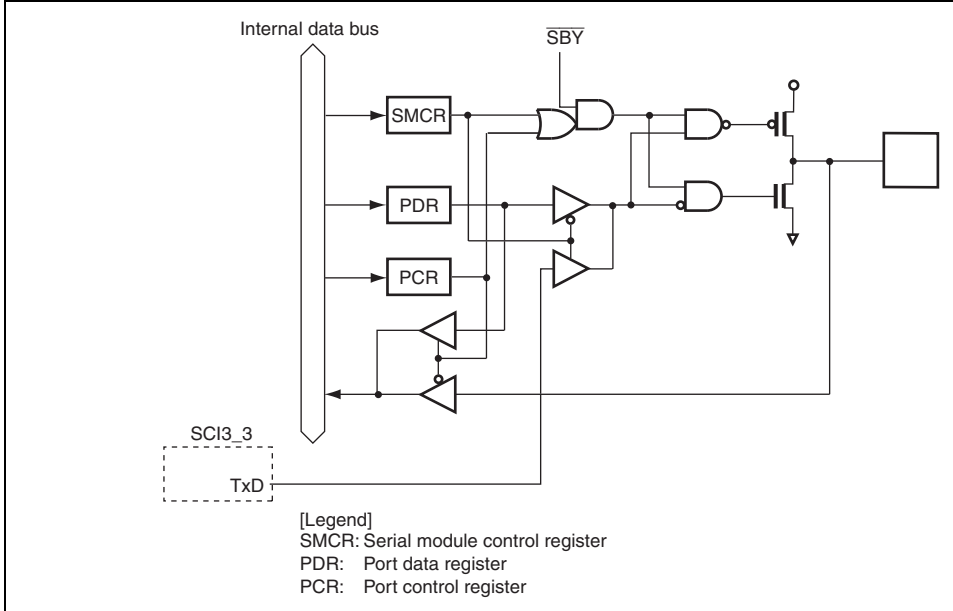 Internal data bus
SBY
SMCR
PDR
PCR
SCI3_3
TxD
[Legend]
SMCR: Serial module control register
PDR: Port data register
PCR: Port control register